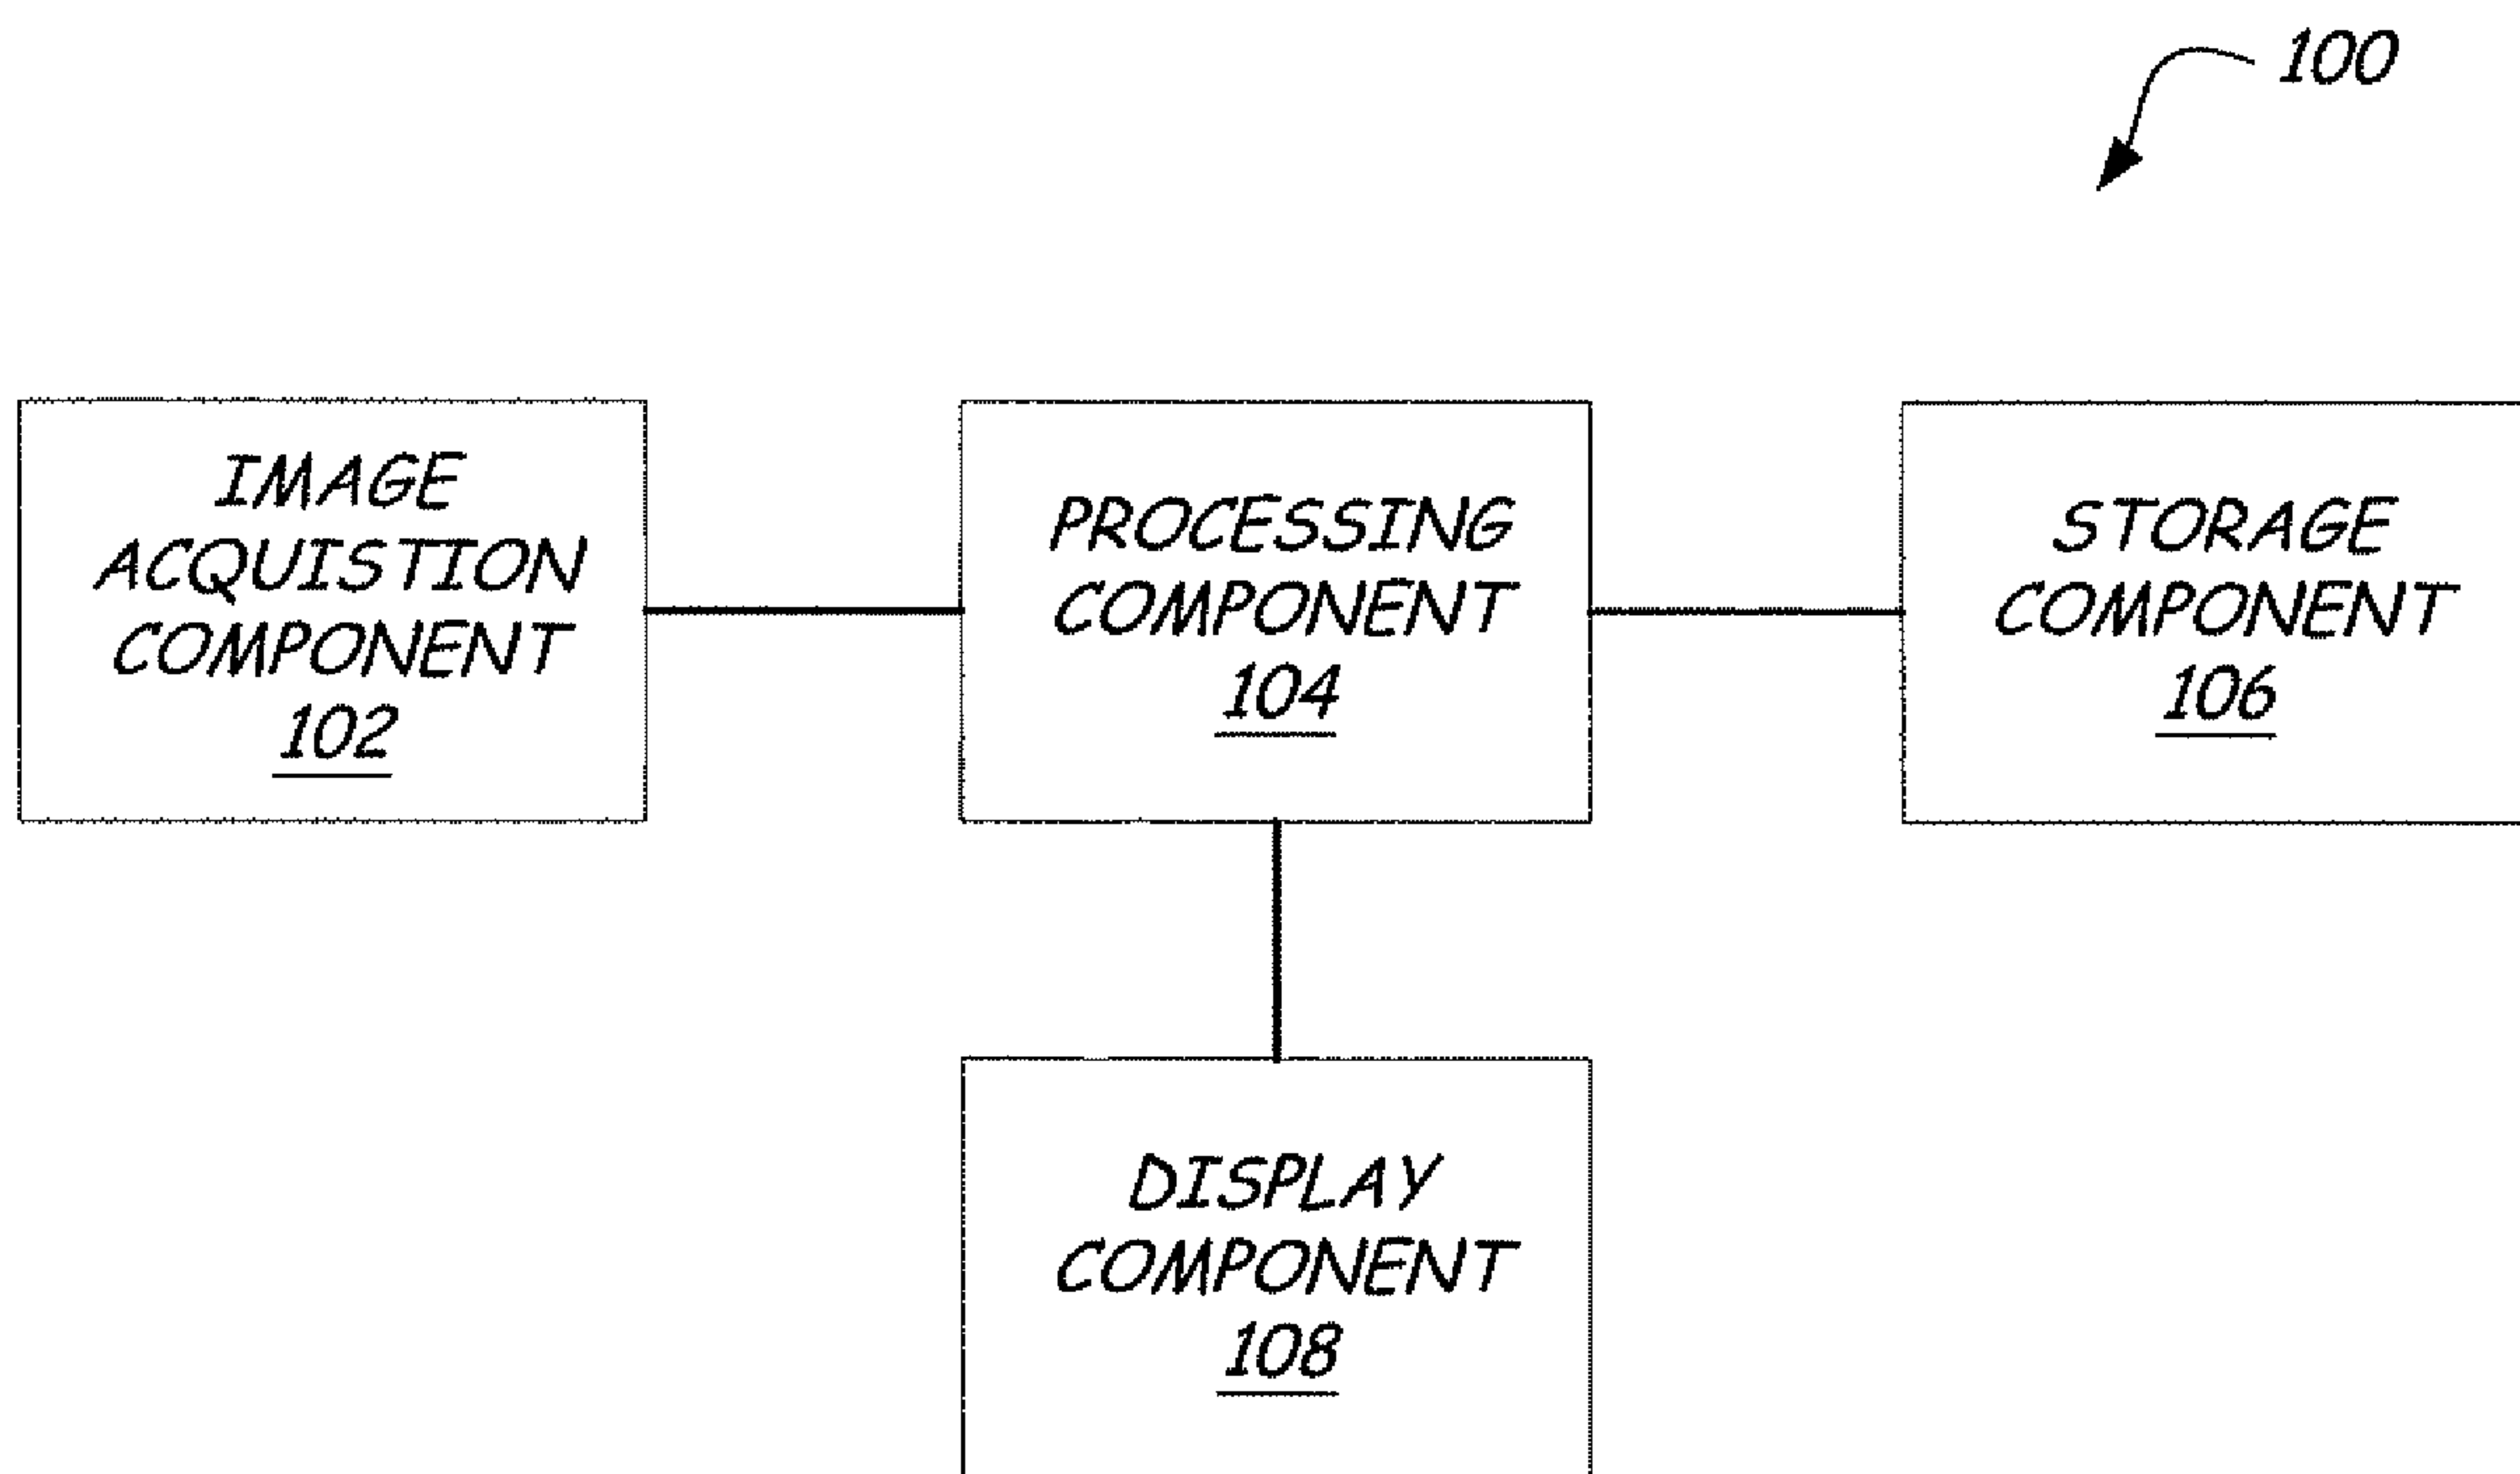 100
IMAGE
ACQUISTION
COMPONENT
102
PROCESSING
COMPONENT
104
STORAGE
COMPONENT
106
DISPLAY
COMPONENT
108